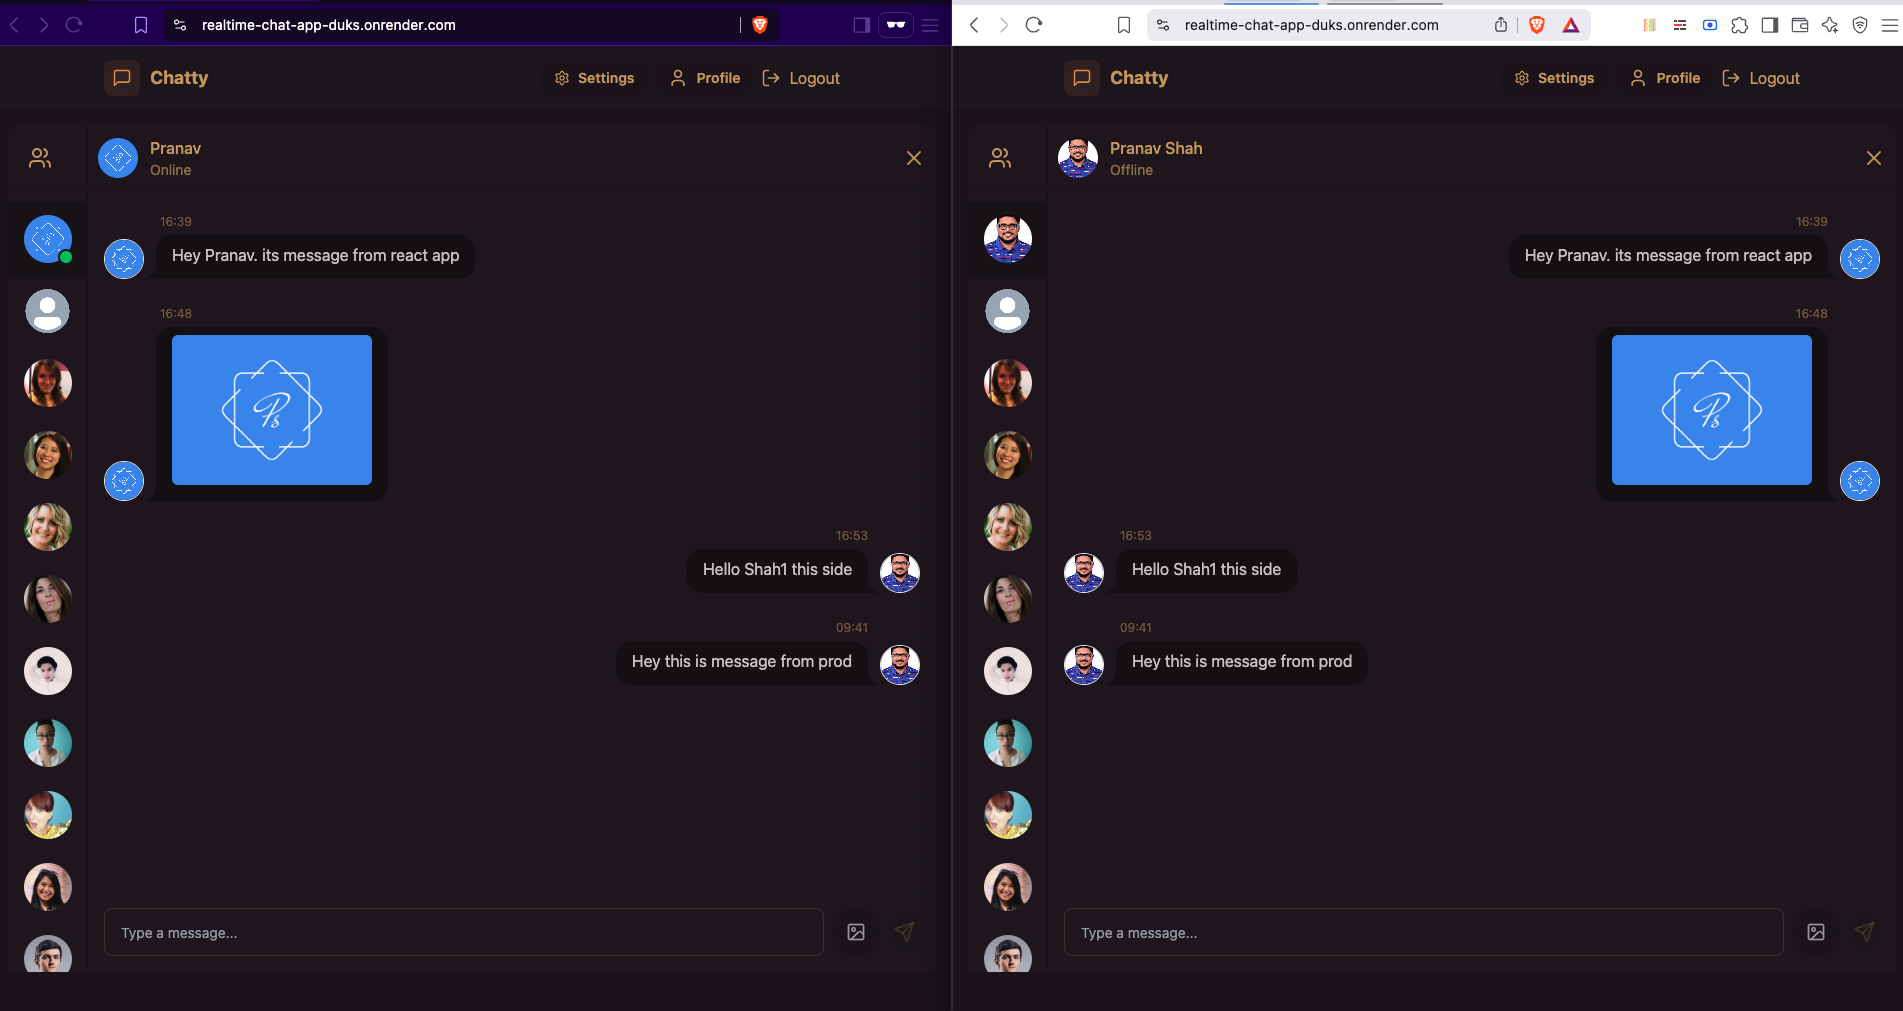 realtime-chat-app-duks.onrender.com
Chatty
Settings
Profile
Logout
Pranav
Online
16:39
Hey Pranav. its message from react app
16:48
Ps
16:53
Hello Shah1 this side
09:41
Hey this is message from prod
Type a message...
realtime-chat-app-duks.onrender.com
Chatty
Settings
Profile
Logout
Pranav Shah
Offline
16:39
Hey Pranav. its message from react app
16:48
Ps
16:53
Hello Shah1 this side
09:41
Hey this is message from prod
Type a message...